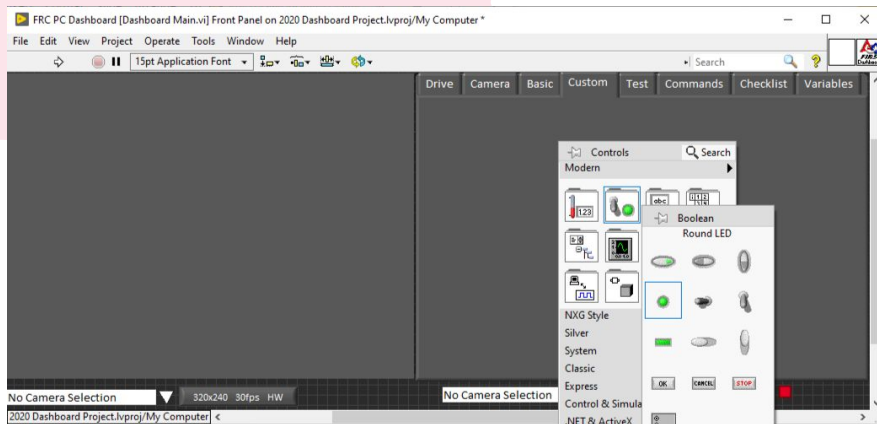 FRC PC Dashboard [Dashboard Main.vi] Front Panel on 2020 Dashboard Project.lvproj/My Computer *
File Edit View Project Operate Tools Window Help
15pt Application Font
Search
Drive Camera Basic Custom Test Commands Checklist Variables
Controls Search
Modern
1.23
abc
Boolean
Round LED
NXG Style
Silver
System
Classic
Express
Control & Simula
.NET & ActiveX
OK CANCEL STOP
No Camera Selection 320x240 30fps HW No Camera Selection
2020 Dashboard Project.lvproj/My Computer